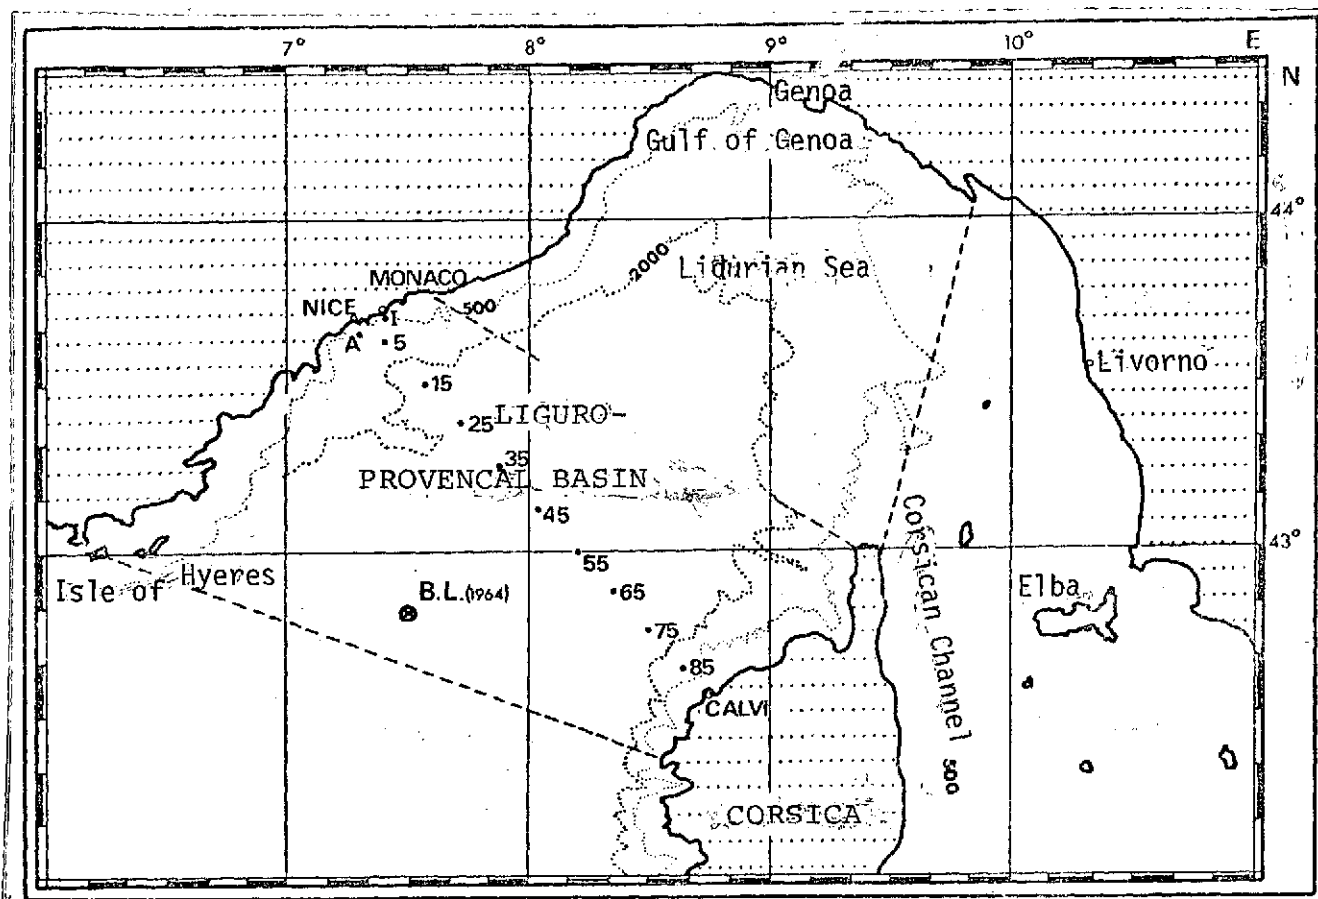 7° 8° 9° 10° E
N
Genoa
Gulf of Genoa
44°
2000
Lidurian Sea
MONACO
500
NICE
I
A
5
Livorno
15
LIGURO-
25
35
PROVENCAL BASIN
45
Corsican Channel
43°
55
Isle of Hyeres
B.L.(1964)
65
Elba
75
85
CALVI
500
CORSICA